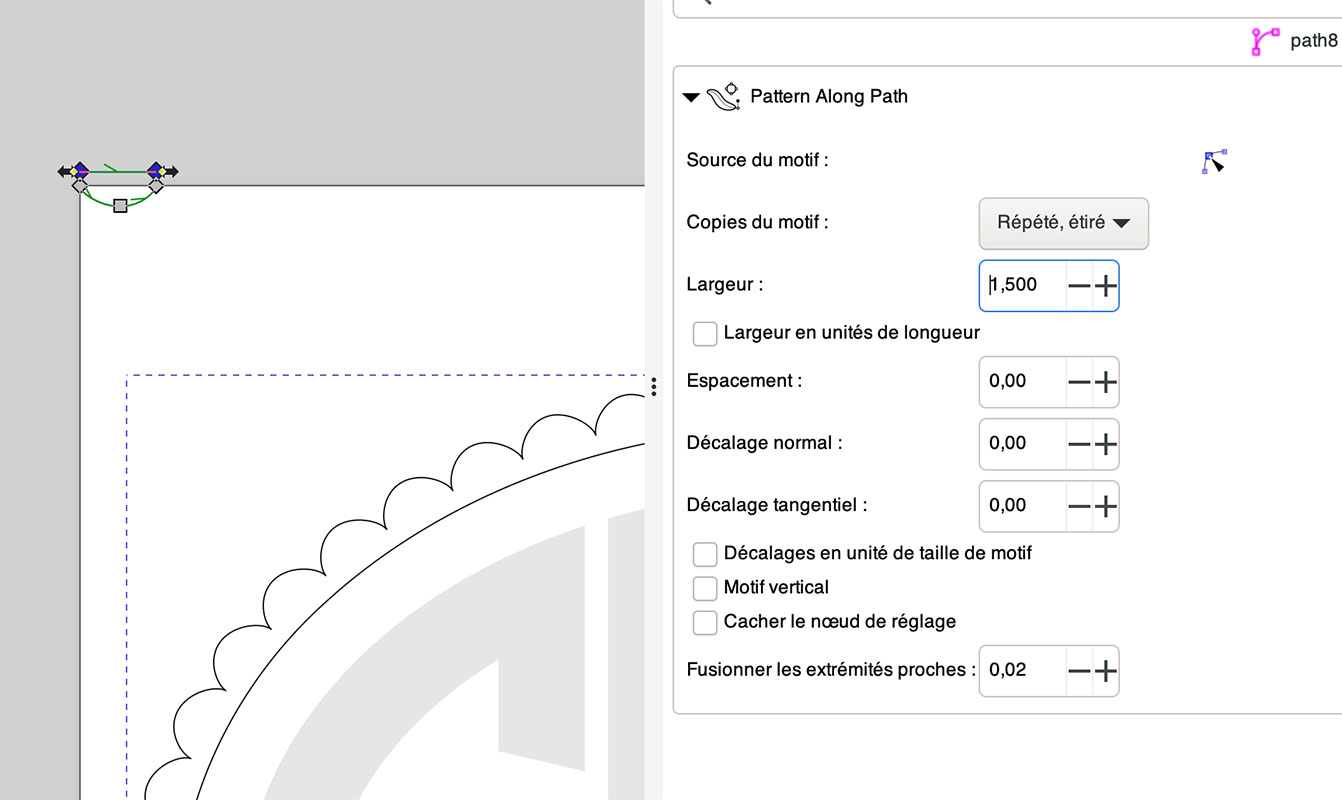 path8
Pattern Along Path
Source du motif :
Copies du motif :
Répété, étiré
Largeur :
1,500
Largeur en unités de longueur
Espacement :
0,00
Décalage normal :
0,00
Décalage tangentiel :
0,00
Décalages en unité de taille de motif
Motif vertical
Cacher le nœud de réglage
Fusionner les extrémités proches :
0,02